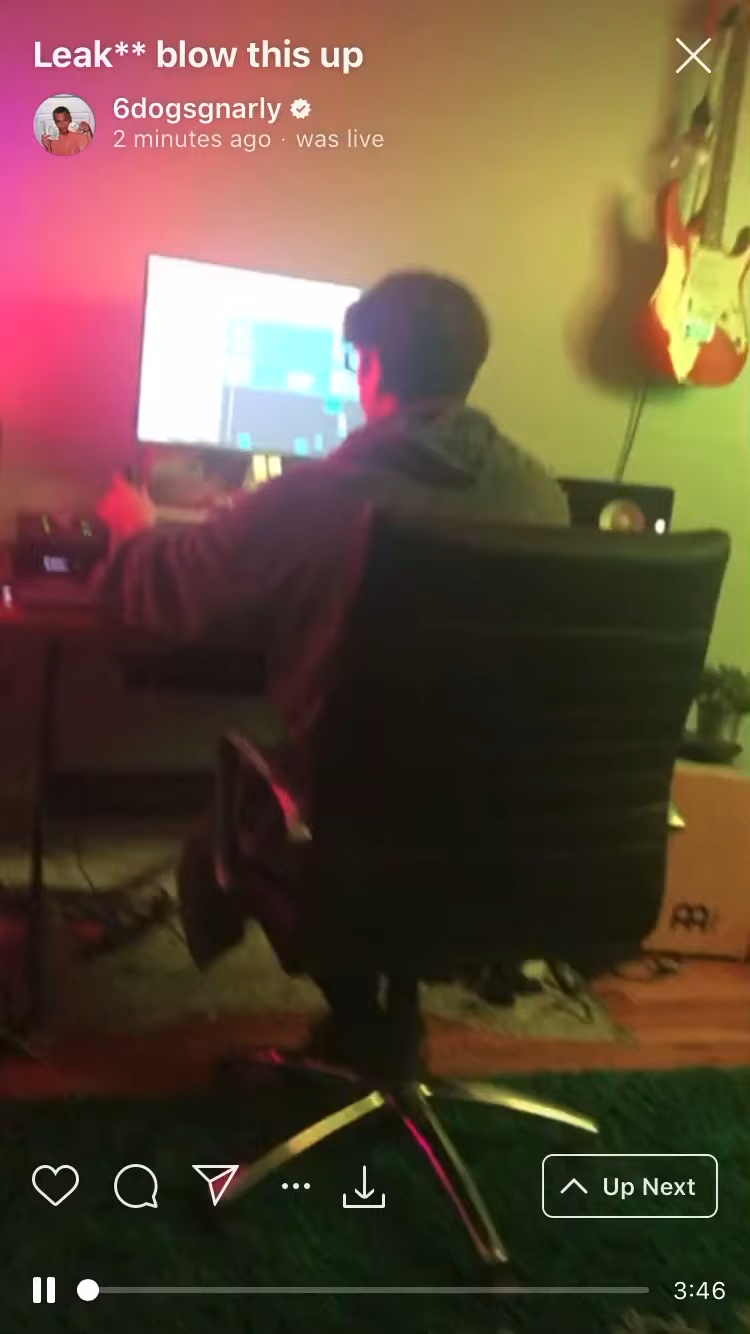 Leak** blow this up
6dogsgnarly
2 minutes ago · was live
Up Next
3:46